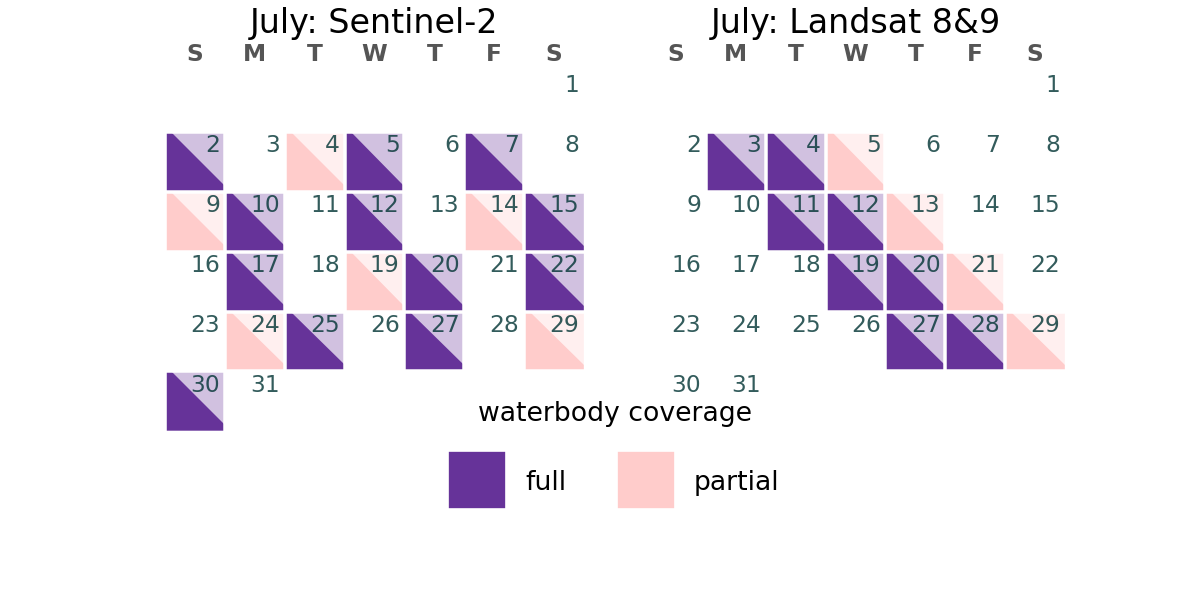 July: Sentinel-2
S M T W T F S
1
2 3 4 5 6 7 8
9 10 11 12 13 14 15
16 17 18 19 20 21 22
23 24 25 26 27 28 29
30 31
July: Landsat 8&9
S M T W T F S
1
2 3 4 5 6 7 8
9 10 11 12 13 14 15
16 17 18 19 20 21 22
23 24 25 26 27 28 29
30 31
waterbody coverage
full partial